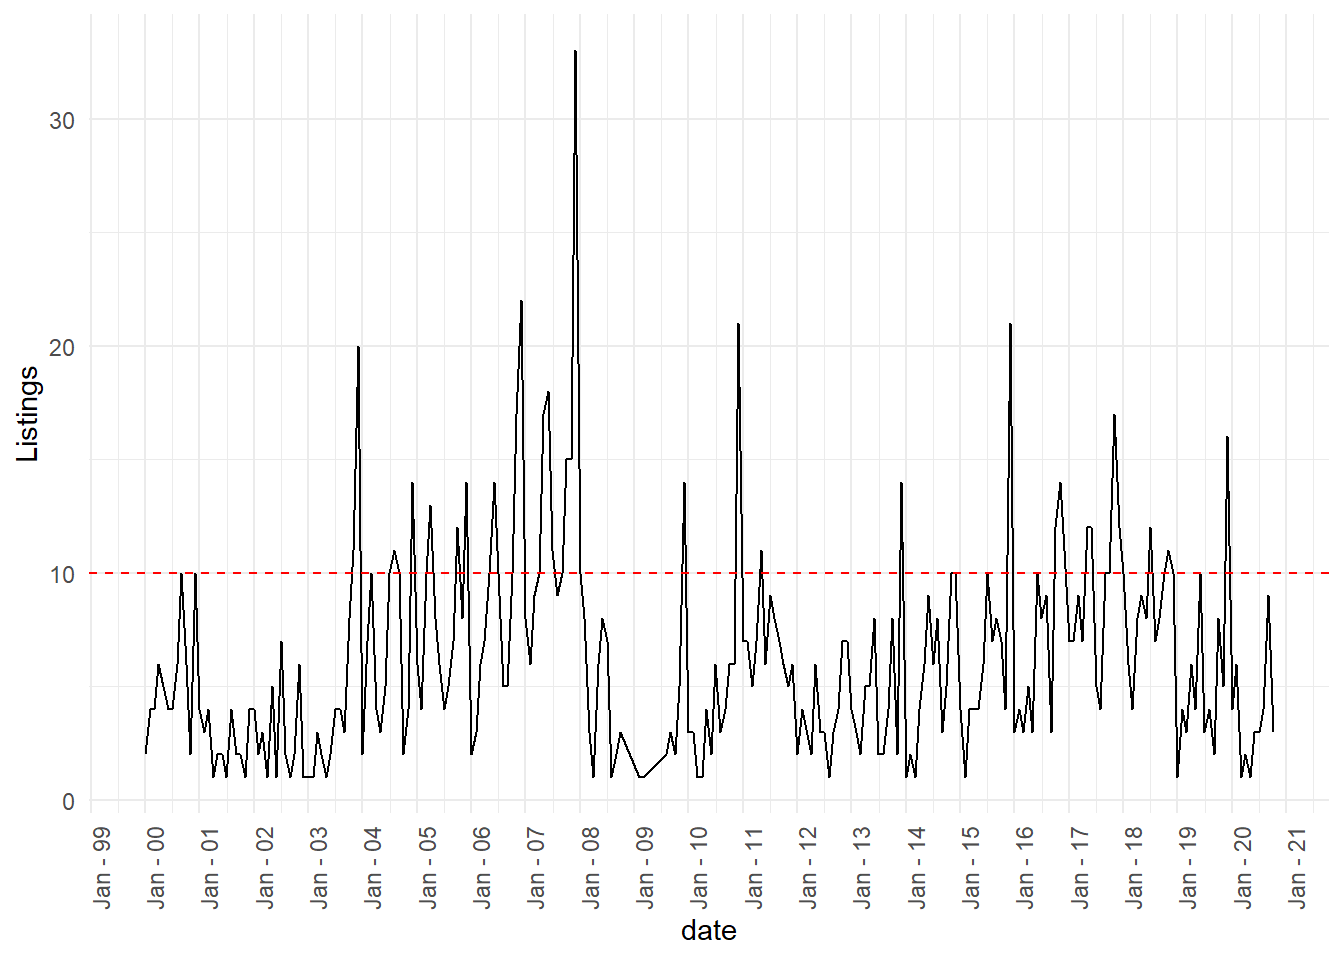 Listings
30
20
10
0
Jan - 99
Jan - 00
Jan - 01
Jan - 02
Jan - 03
Jan - 04
Jan - 05
Jan - 06
Jan - 07
Jan - 08
Jan - 09
Jan - 10
Jan - 11
Jan - 12
Jan - 13
Jan - 14
Jan - 15
Jan - 16
Jan - 17
Jan - 18
Jan - 19
Jan - 20
Jan - 21
date